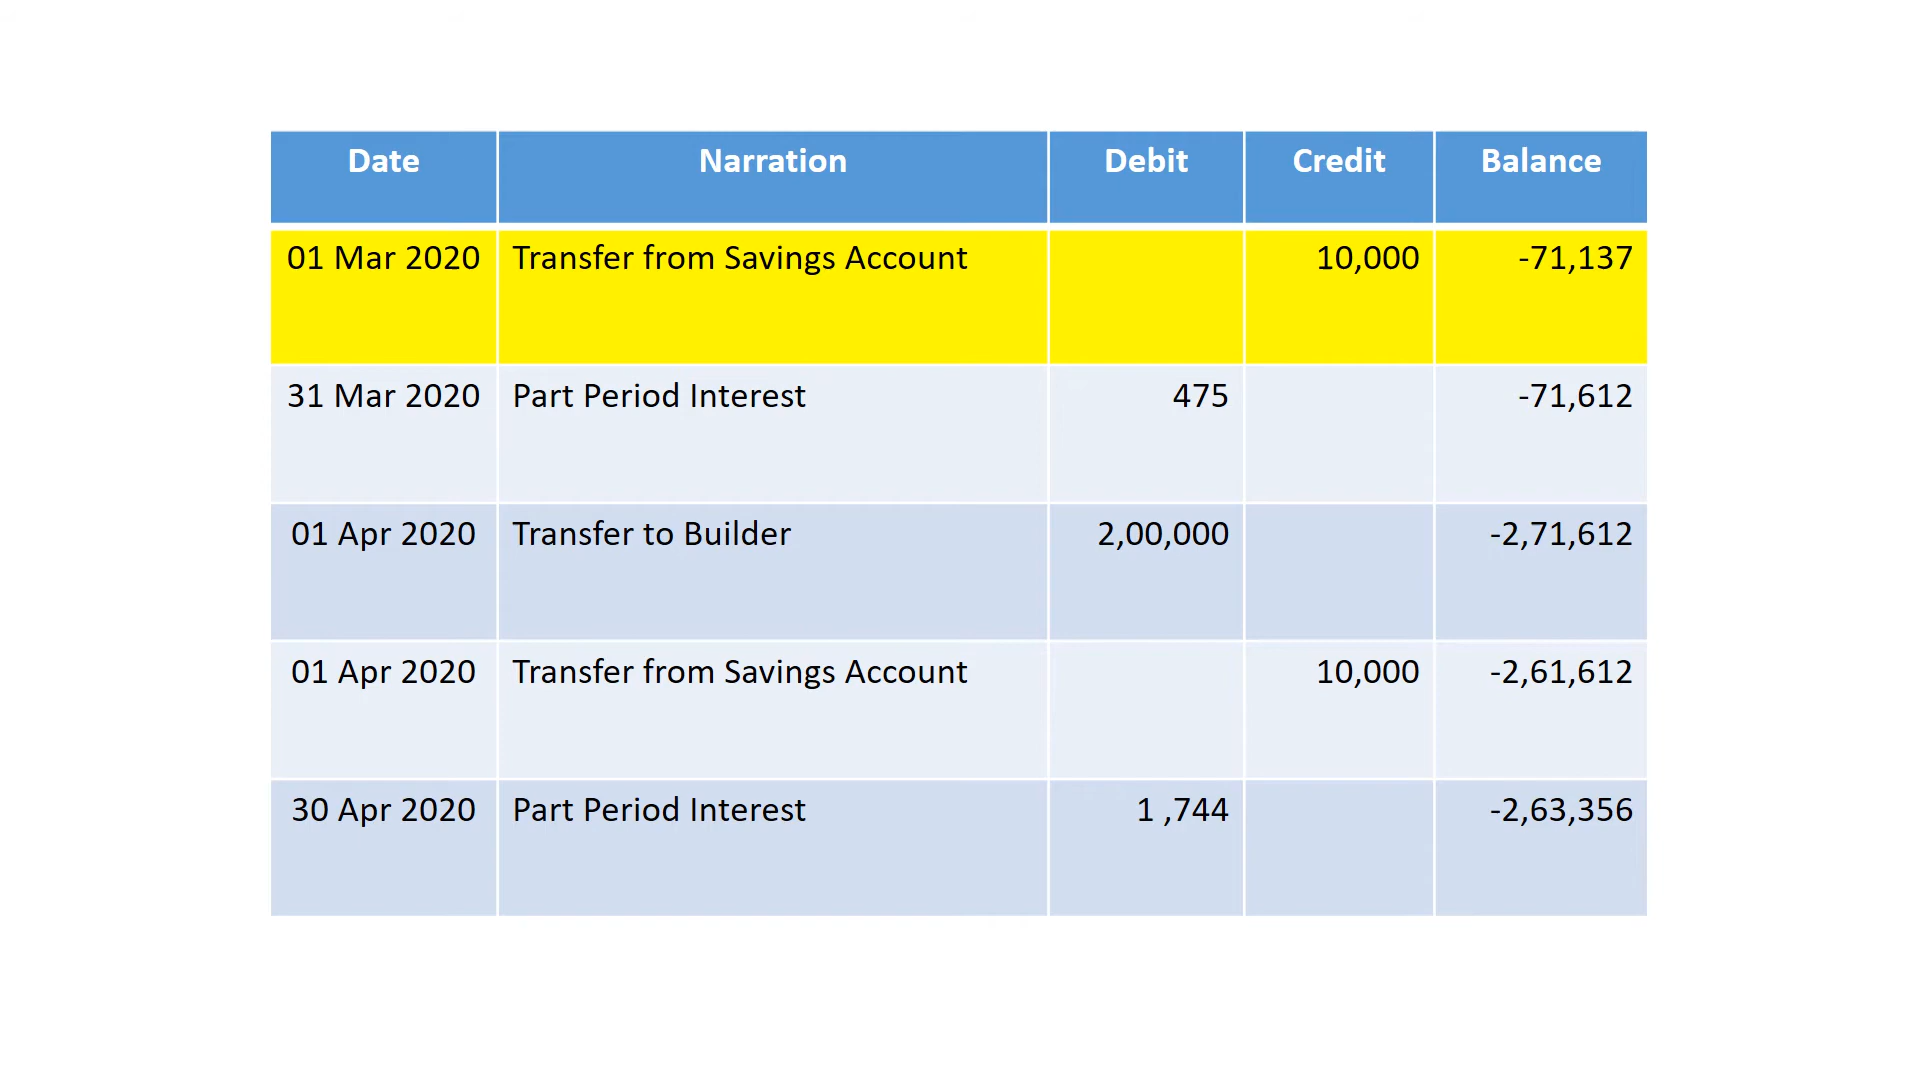 Date Narration Debit Credit Balance
01 Mar 2020 Transfer from Savings Account 10,000 -71,137
31 Mar 2020 Part Period Interest 475 -71,612
01 Apr 2020 Transfer to Builder 2,00,000 -2,71,612
01 Apr 2020 Transfer from Savings Account 10,000 -2,61,612
30 Apr 2020 Part Period Interest 1 ,744 -2,63,356